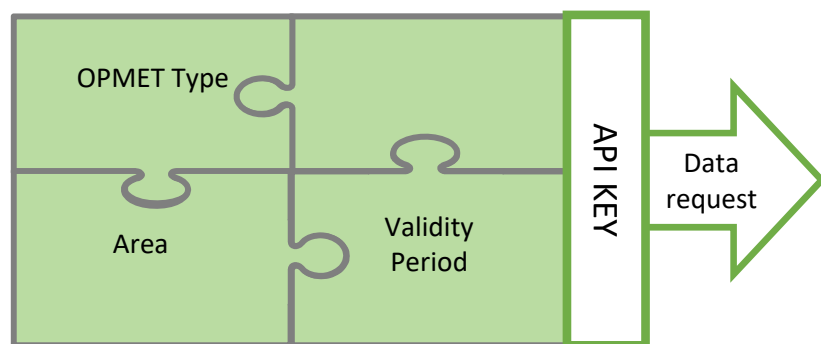 OPMET Type
Area
Validity
Period
API KEY
Data
request